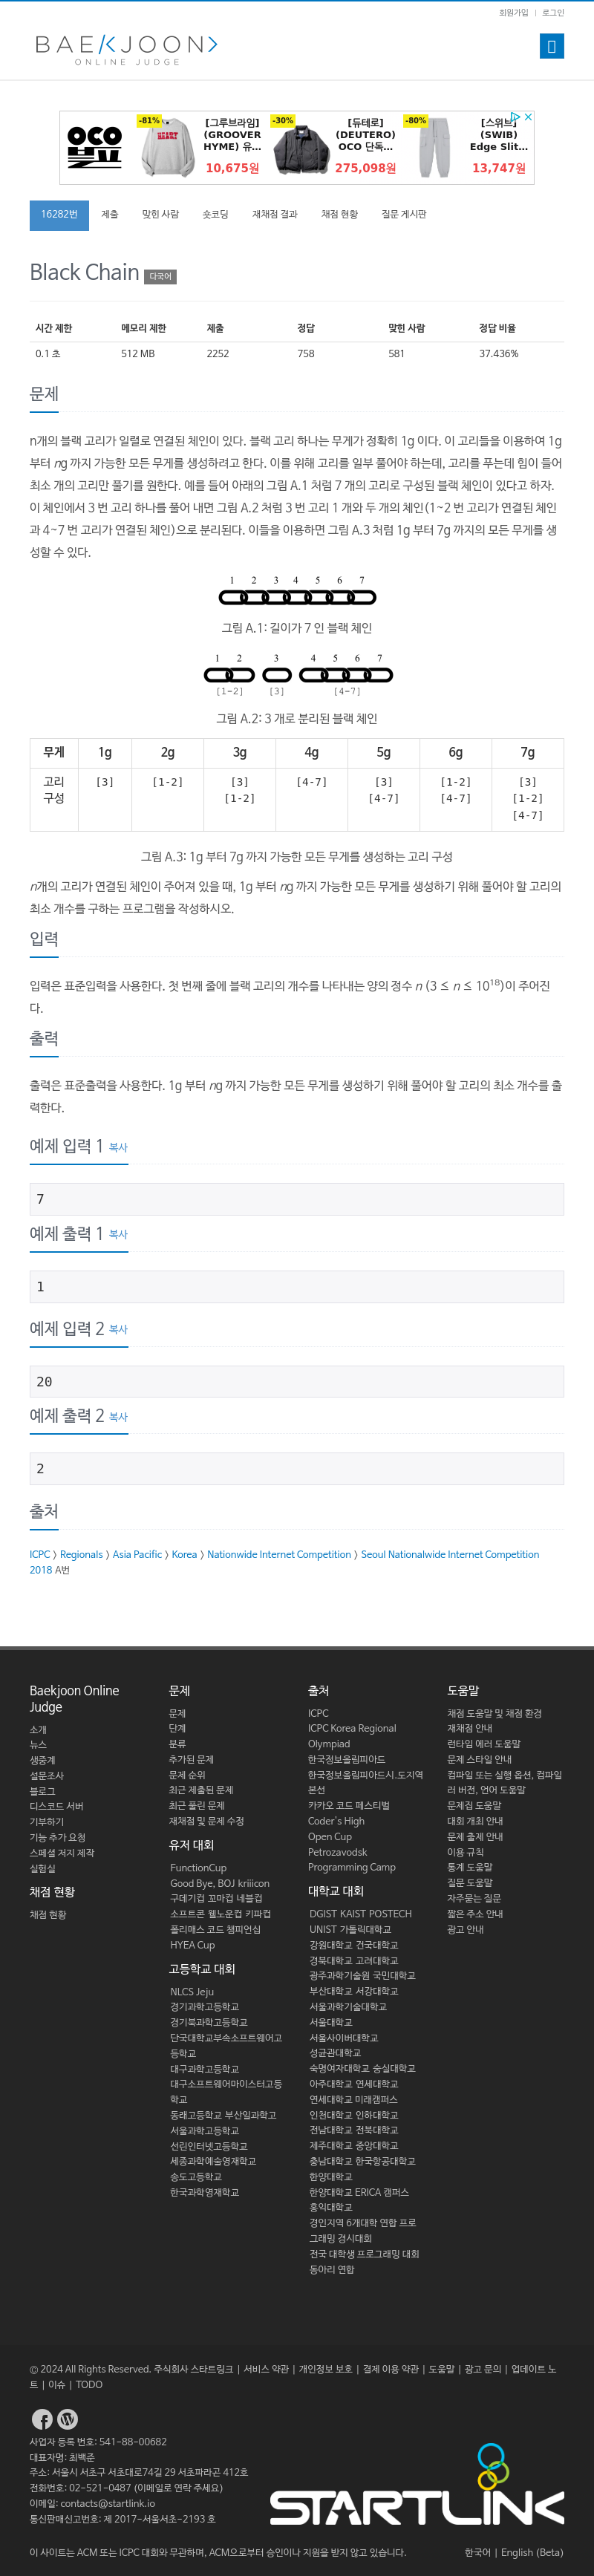 회원가입 | 로그인
BAEKJOON
ONLINE JUDGE
-81%
[그루브라임]
(GROOVER
HYME) 유...
10,675원
-30%
[듀테로]
(DEUTERO)
OCO 단독...
275,098원
-80%
[스위브]
(SWIB)
Edge Slit...
13,747원
16282번 제출 맞힌 사람 숏코딩 재채점 결과 채점 현황 질문 게시판
Black Chain 다국어
시간 제한 메모리 제한 제출 정답 맞힌 사람 정답 비율
0.1 초 512 MB 2252 758 581 37.436%
문제
n개의 블랙 고리가 일렬로 연결된 체인이 있다. 블랙 고리 하나는 무게가 정확히 1g 이다. 이 고리들을 이용하여 1g
부터 ng 까지 가능한 모든 무게를 생성하려고 한다. 이를 위해 고리를 일부 풀어야 하는데, 고리를 푸는데 힘이 들어
최소 개의 고리만 풀기를 원한다. 예를 들어 아래의 그림 A.1 처럼 7 개의 고리로 구성된 블랙 체인이 있다고 하자.
이 체인에서 3 번 고리 하나를 풀어 내면 그림 A.2 처럼 3 번 고리 1 개와 두 개의 체인(1~2 번 고리가 연결된 체인
과 4~7 번 고리가 연결된 체인)으로 분리된다. 이들을 이용하면 그림 A.3 처럼 1g 부터 7g 까지의 모든 무게를 생
성할 수 있다.
1 2 3 4 5 6 7
그림 A.1: 길이가 7 인 블랙 체인
1 2 3 4 5 6 7
[1-2] [3] [4-7]
그림 A.2: 3 개로 분리된 블랙 체인
무게 1g 2g 3g 4g 5g 6g 7g
고리 구성 [3] [1-2] [3] [1-2] [4-7] [3] [4-7] [1-2] [4-7] [3] [1-2] [4-7]
그림 A.3: 1g 부터 7g 까지 가능한 모든 무게를 생성하는 고리 구성
n개의 고리가 연결된 체인이 주어져 있을 때, 1g 부터 ng 까지 가능한 모든 무게를 생성하기 위해 풀어야 할 고리의
최소 개수를 구하는 프로그램을 작성하시오.
입력
입력은 표준입력을 사용한다. 첫 번째 줄에 블랙 고리의 개수를 나타내는 양의 정수 n (3 ≤ n ≤ 10^18)이 주어진
다.
출력
출력은 표준출력을 사용한다. 1g 부터 ng 까지 가능한 모든 무게를 생성하기 위해 풀어야 할 고리의 최소 개수를 출
력한다.
예제 입력 1 복사
7
예제 출력 1 복사
1
예제 입력 2 복사
20
예제 출력 2 복사
2
출처
ICPC > Regionals > Asia Pacific > Korea > Nationwide Internet Competition > Seoul Nationalwide Internet Competition
2018 A번
Baekjoon Online
Judge
소개
뉴스
생중계
설문조사
블로그
디스코드 서버
기부하기
기능 추가 요청
스페셜 저지 제작
실험실
채점 현황
채점 현황
문제
문제
단계
분류
추가된 문제
문제 순위
최근 제출된 문제
최근 풀린 문제
재채점 및 문제 수정
유저 대회
FunctionCup
Good Bye, BOJ kriiicon
구데기컵 꼬마컵 네블컵
소프트콘 웰노운컵 키파컵
폴리매스 코드 챔피언십
HYEA Cup
고등학교 대회
NLCS Jeju
경기과학고등학교
경기북과학고등학교
단국대학교부속소프트웨어고
등학교
대구과학고등학교
대구소프트웨어마이스터고등
학교
동래고등학교 부산일과학고
서울과학고등학교
선린인터넷고등학교
세종과학예술영재학교
송도고등학교
한국과학영재학교
출처
ICPC
ICPC Korea Regional
Olympiad
한국정보올림피아드
한국정보올림피아드시.도지역
본선
카카오 코드 페스티벌
Coder's High
Open Cup
Petrozavodsk
Programming Camp
대학교 대회
DGIST KAIST POSTECH
UNIST 가톨릭대학교
강원대학교 건국대학교
경북대학교 고려대학교
광주과학기술원 국민대학교
부산대학교 서강대학교
서울과학기술대학교
서울대학교
서울사이버대학교
성균관대학교
숙명여자대학교 숭실대학교
아주대학교 연세대학교
연세대학교 미래캠퍼스
인천대학교 인하대학교
전남대학교 전북대학교
제주대학교 중앙대학교
충남대학교 한국항공대학교
한양대학교
한양대학교 ERICA 캠퍼스
홍익대학교
경인지역 6개대학 연합 프로
그래밍 경시대회
전국 대학생 프로그래밍 대회
동아리 연합
도움말
채점 도움말 및 채점 환경
재채점 안내
런타임 에러 도움말
문제 스타일 안내
컴파일 또는 실행 옵션, 컴파일
러 버전, 언어 도움말
문제집 도움말
대회 개최 안내
문제 출제 안내
이용 규칙
통계 도움말
질문 도움말
자주묻는 질문
짧은 주소 안내
광고 안내
© 2024 All Rights Reserved. 주식회사 스타트링크 | 서비스 약관 | 개인정보 보호 | 결제 이용 약관 | 도움말 | 광고 문의 | 업데이트 노
트 | 이슈 | TODO
사업자 등록 번호: 541-88-00682
대표자명: 최백준
주소: 서울시 서초구 서초대로74길 29 서초파라곤 412호
전화번호: 02-521-0487 (이메일로 연락 주세요)
이메일: contacts@startlink.io
통신판매신고번호: 제 2017-서울서초-2193 호
STARTLINK
이 사이트는 ACM 또는 ICPC 대회와 무관하며, ACM으로부터 승인이나 지원을 받지 않고 있습니다.
한국어 | English (Beta)